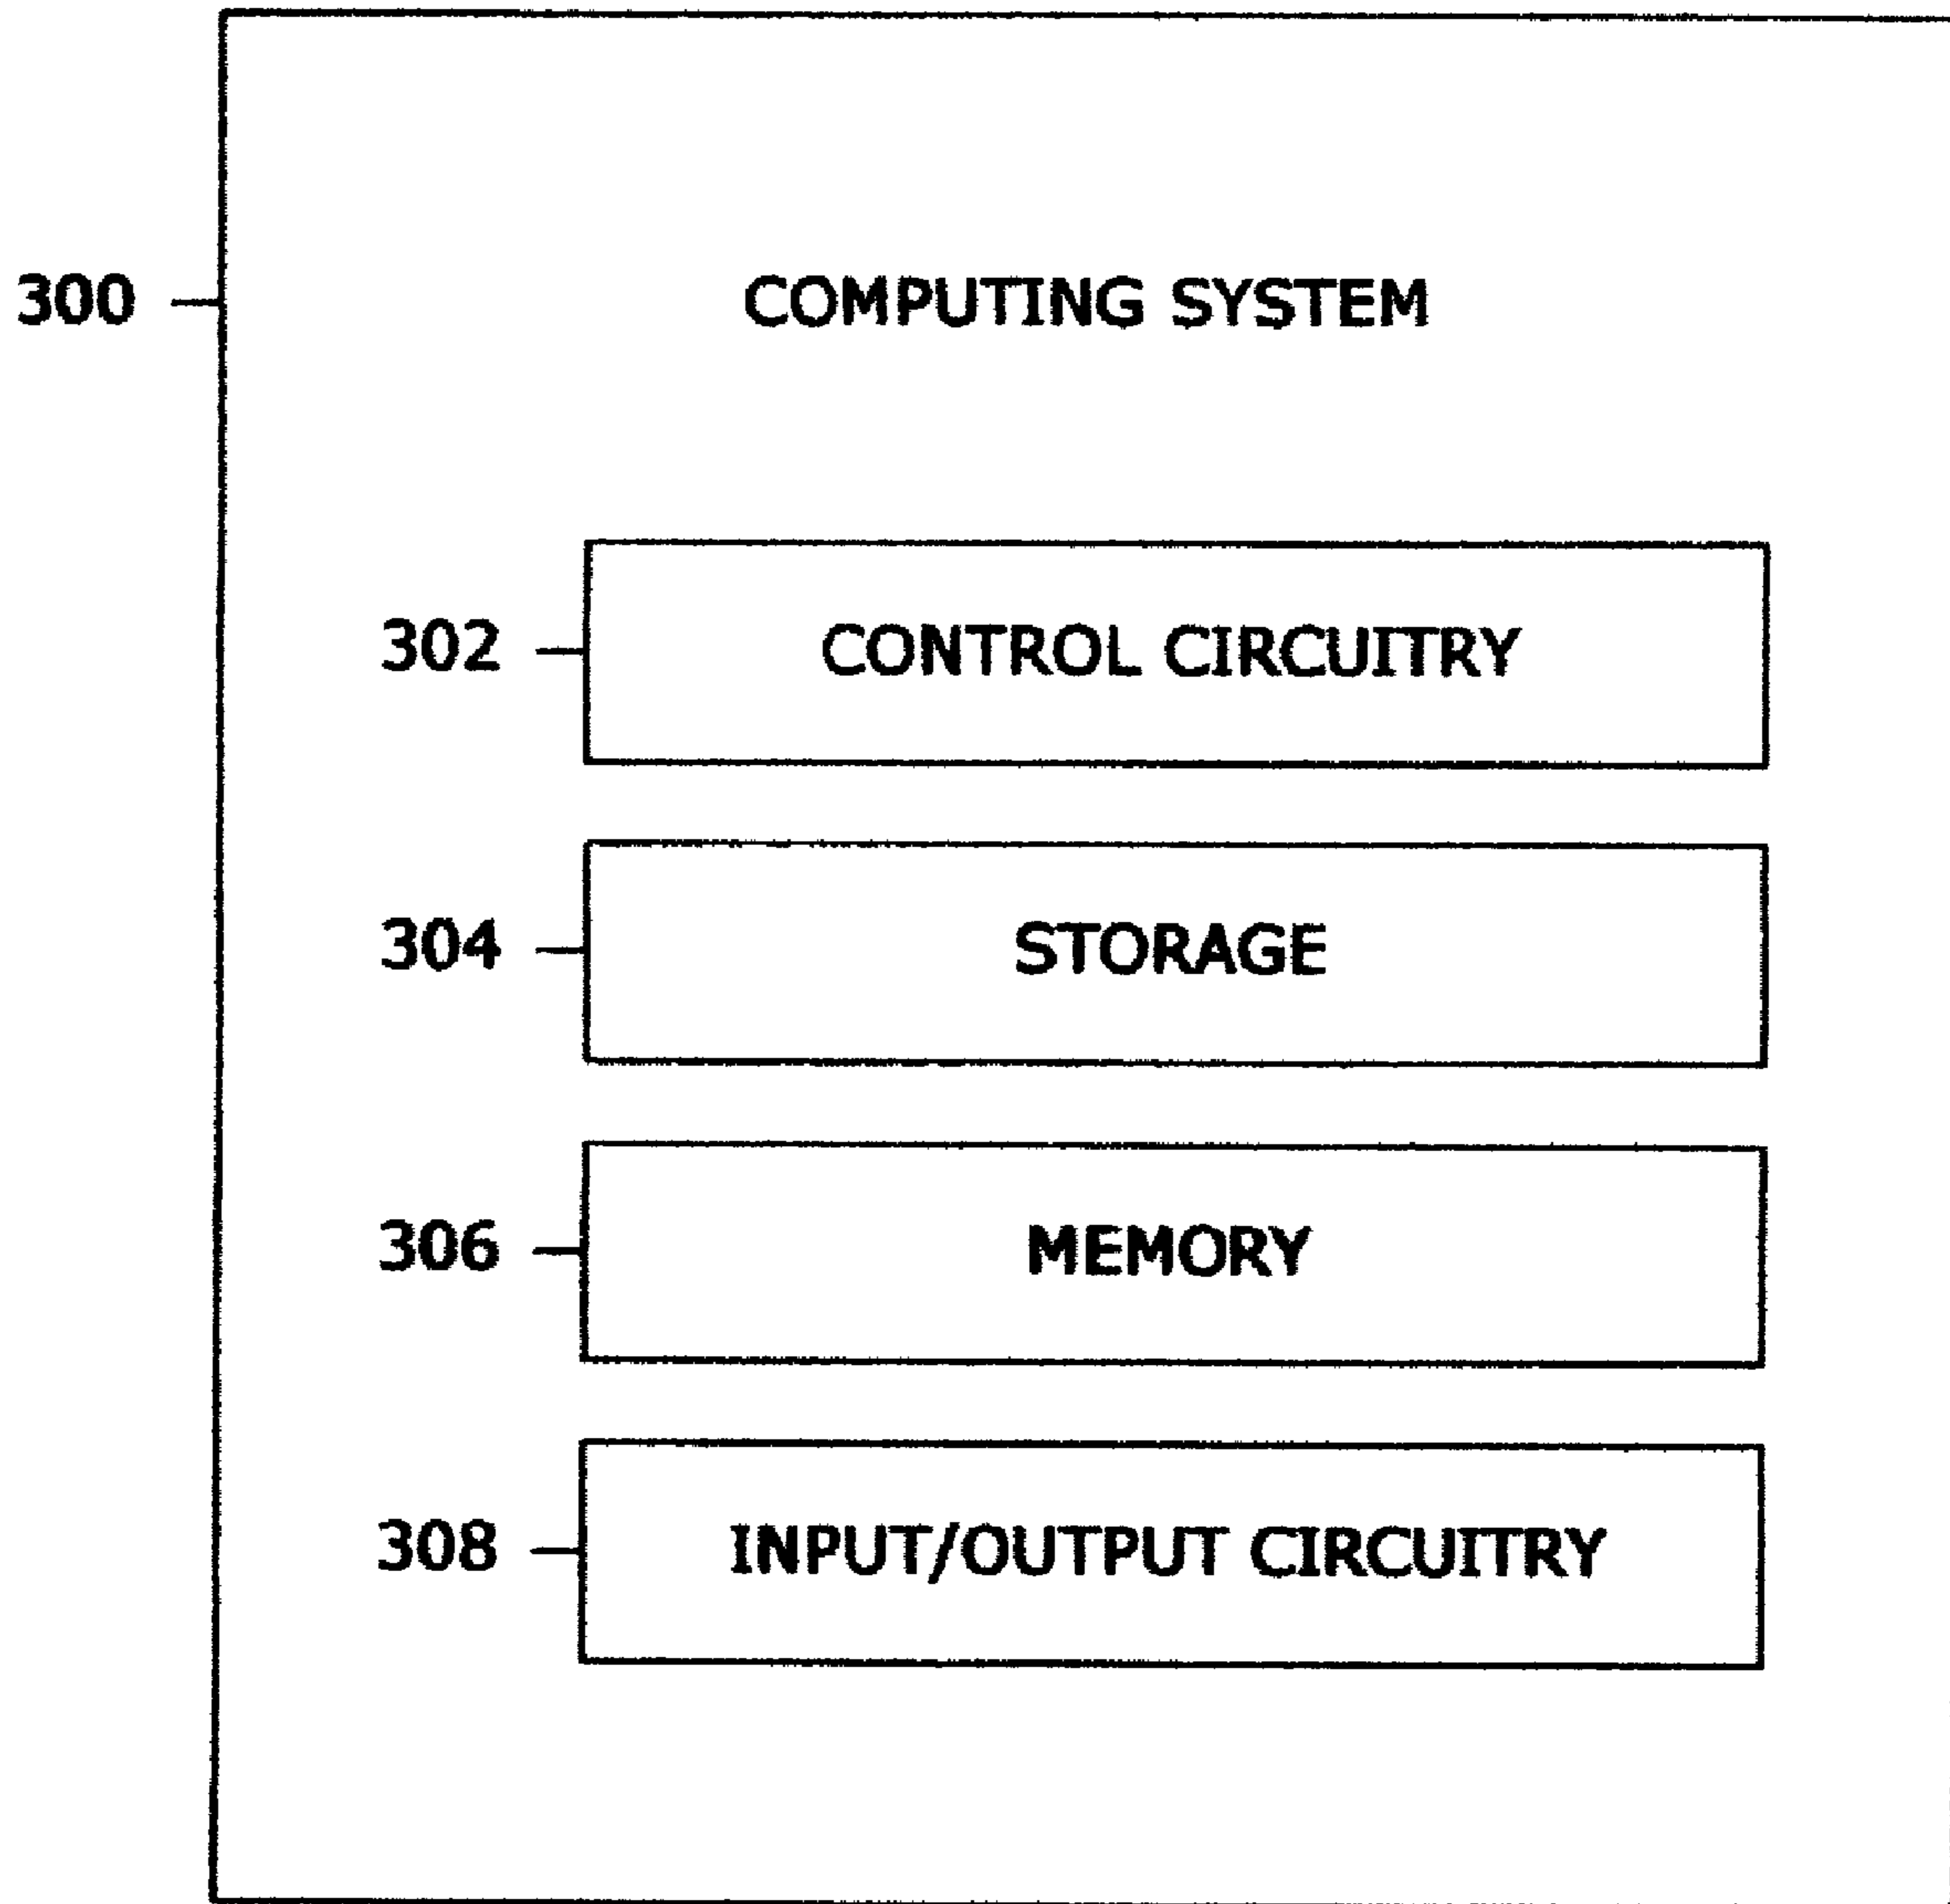 300 COMPUTING SYSTEM
302 CONTROL CIRCUITRY
304 STORAGE
306 MEMORY
308 INPUT/OUTPUT CIRCUITRY